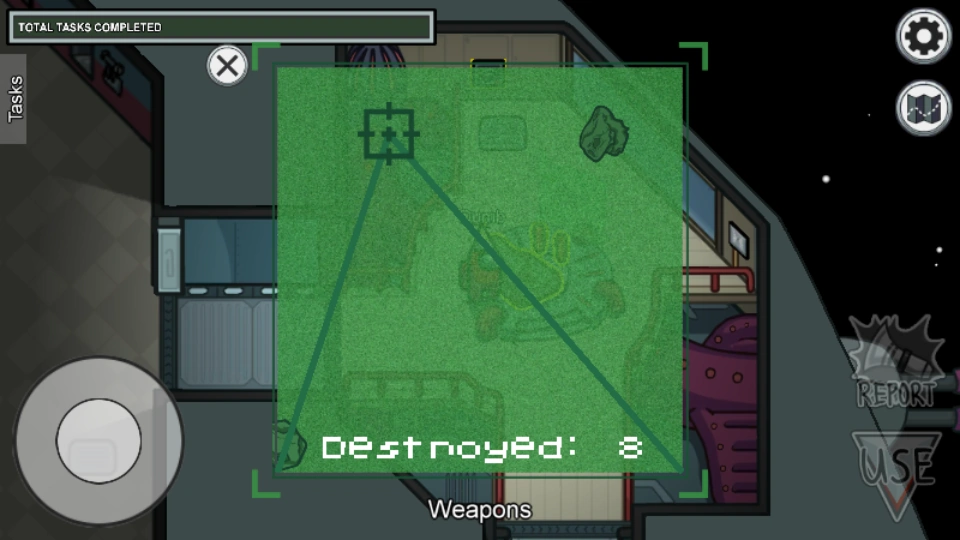 TOTAL TASKS COMPLETED
Tasks
Destroyed: 8
REPORT
USE
Weapons